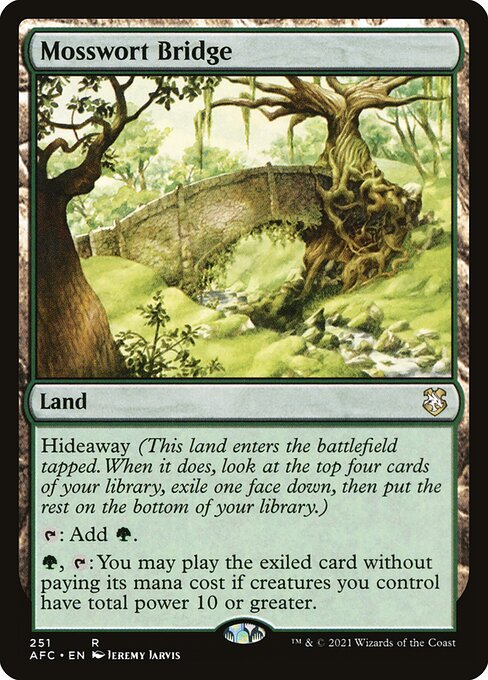 Mosswort Bridge
Land
Hideaway (This land enters the battlefield
tapped. When it does, look at the top four cards
of your library, exile one face down, then put the
rest on the bottom of your library.)
: Add .
, : You may play the exiled card without
paying its mana cost if creatures you control
have total power 10 or greater.
251 R
AFC • EN Jeremy Jarvis
™ & © 2021 Wizards of the Coast